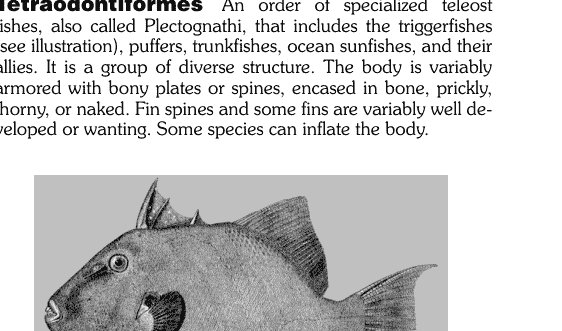 Tetraodontiformes An order of specialized teleost
fishes, also called Plectognathi, that includes the triggerfishes
(see illustration), puffers, trunkfishes, ocean sunfishes, and their
allies. It is a group of diverse structure. The body is variably
armored with bony plates or spines, encased in bone, prickly,
thorny, or naked. Fin spines and some fins are variably well de-
veloped or wanting. Some species can inflate the body.